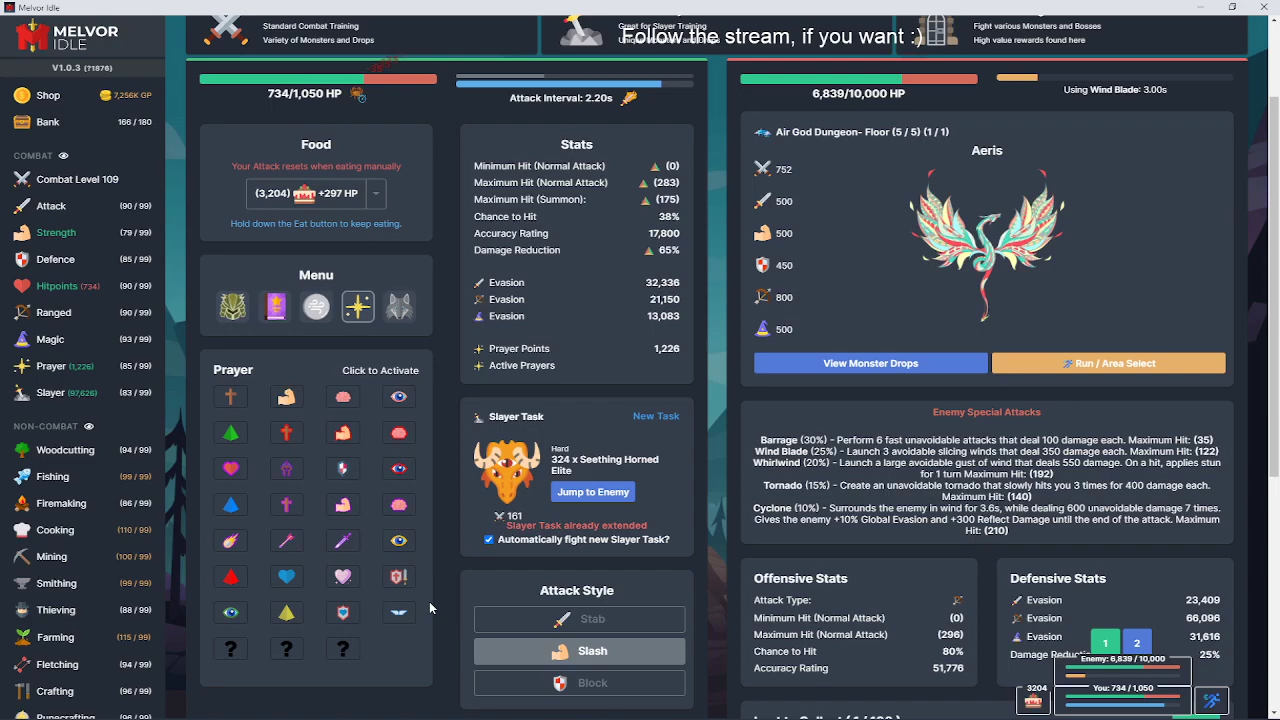 Melvor Idle
MELVOR
IDLE
V1.0.3 (?1876)
Shop
7,256K GP
Bank
166 / 180
COMBAT
Combat Level 109
Attack
(90 / 99)
Strength
(79 / 99)
Defence
(85 / 99)
Hitpoints (734)
(90 / 99)
Ranged
(90 / 99)
Magic
(93 / 99)
Prayer (1,226)
(85 / 99)
Slayer (97,626)
(83 / 99)
NON-COMBAT
Woodcutting
(99 / 99)
Fishing
(99 / 99)
Firemaking
(99 / 99)
Cooking
(110 / 99)
Mining
(100 / 99)
Smithing
(99 / 99)
Thieving
(88 / 99)
Farming
(115 / 99)
Fletching
(94 / 99)
Crafting
(96 / 99)
Runecrafting
Standard Combat Training
Variety of Monsters and Drops
Great for Slayer Training
Follow the stream, if you want :)
Fight various Monsters and Bosses
High value rewards found here
734/1,050 HP
Attack Interval: 2.20s
Food
Your Attack resets when eating manually
(3,204) +297 HP
Hold down the Eat button to keep eating.
Menu
Prayer
Click to Activate
? ? ?
Stats
Minimum Hit (Normal Attack) (0)
Maximum Hit (Normal Attack) (283)
Maximum Hit (Summon): (175)
Chance to Hit 38%
Accuracy Rating 17,800
Damage Reduction 65%
Evasion 32,336
Evasion 21,150
Evasion 13,083
Prayer Points 1,226
Active Prayers
Slayer Task
New Task
Hard
324 x Seething Horned
Elite
Jump to Enemy
161
Slayer Task already extended
Automatically fight new Slayer Task?
Attack Style
Stab
Slash
Block
6,839/10,000 HP
Using Wind Blade: 3.00s
Air God Dungeon- Floor (5 / 5) (1 / 1)
Aeris
752
500
500
450
800
500
View Monster Drops
Run / Area Select
Enemy Special Attacks
Barrage (30%) - Perform 6 fast unavoidable attacks that deal 100 damage each. Maximum Hit: (35)
Wind Blade (25%) - Launch 3 avoidable slicing winds that deal 350 damage each. Maximum Hit: (122)
Whirlwind (20%) - Launch a large avoidable gust of wind that deals 550 damage. On a hit, applies stun
for 1 turn Maximum Hit: (192)
Tornado (15%) - Create an unavoidable tornado that slowly hits you 3 times for 400 damage each.
Maximum Hit: (140)
Cyclone (10%) - Surrounds the enemy in wind for 3.6s, while dealing 600 unavoidable damage 7 times.
Gives the enemy +10% Global Evasion and +300 Reflect Damage until the end of the attack. Maximum
Hit: (210)
Offensive Stats
Attack Type:
Minimum Hit (Normal Attack) (0)
Maximum Hit (Normal Attack) (296)
Chance to Hit 80%
Accuracy Rating 51,776
Defensive Stats
Evasion 23,409
Evasion 66,096
Evasion 31,616
Damage 25%
1 2
Enemy: 6,839 / 10,000
3204
You: 734 / 1,050